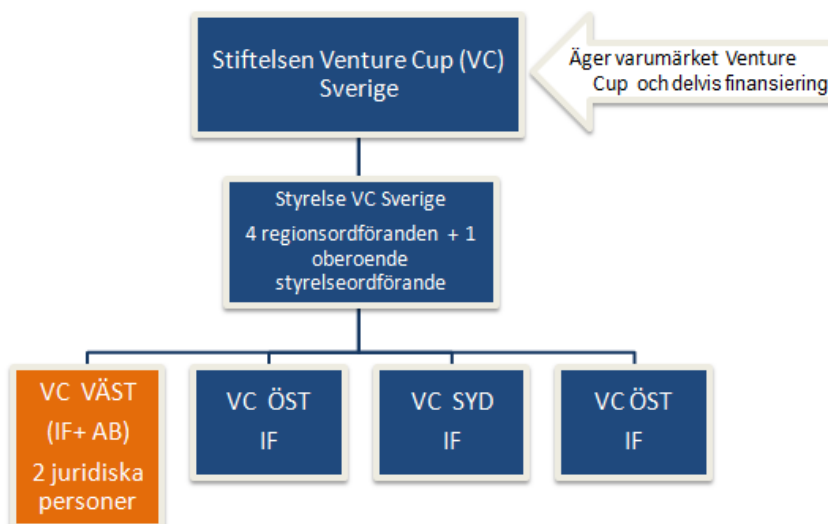 Stiftelsen Venture Cup (VC)
Sverige
Äger varumärket Venture
Cup och delvis finansiering
Styrelse VC Sverige
4 regionsordföranden + 1
oberoende
styrelseordförande
VC VÄST
(IF+ AB)
2 juridiska
personer
VC ÖST
IF
VC SYD
IF
VC ÖST
IF